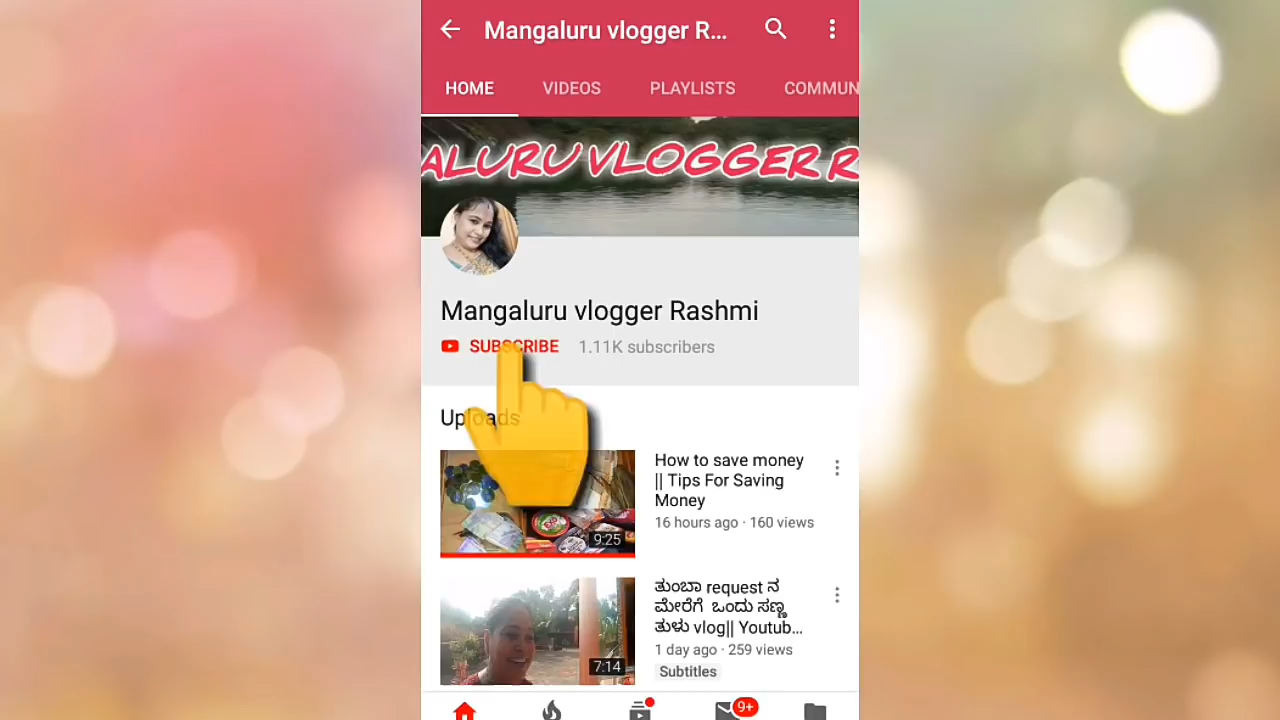 Mangaluru vlogger R...
HOME VIDEOS PLAYLISTS COMMUN
ALURU VLOGGER R
Mangaluru vlogger Rashmi
SUBSCRIBE 1.11K subscribers
Uploads
How to save money
|| Tips For Saving
Money
16 hours ago · 160 views
9:25
ತುಂಬಾ request ನ
ಮೇರೆಗೆ ಒಂದು ಸಣ್ಣ
ತುಳು vlog|| Youtub...
1 day ago · 259 views
7:14
Subtitles
9+